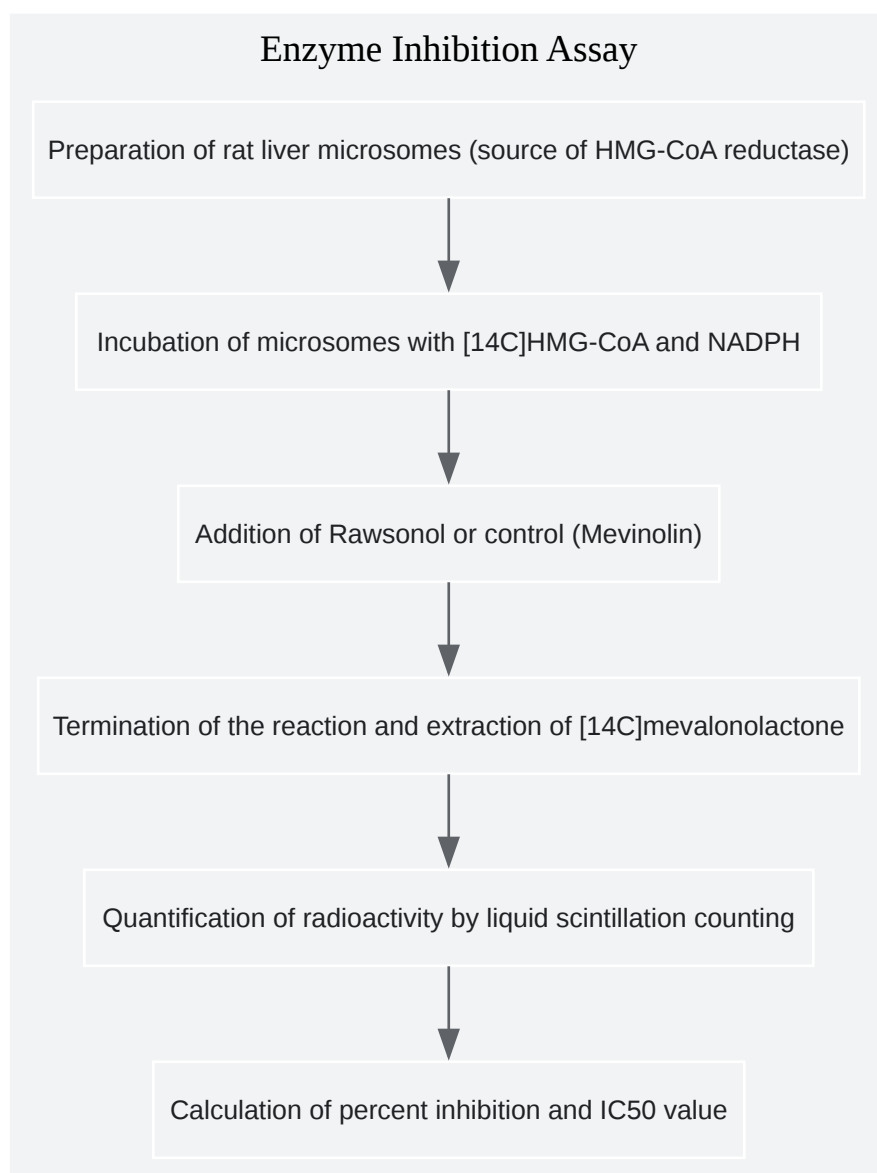 Enzyme Inhibition Assay
Preparation of rat liver microsomes (source of HMG-CoA reductase)
Incubation of microsomes with [14C]HMG-CoA and NADPH
Addition of Rawsonol or control (Mevinolin)
Termination of the reaction and extraction of [14C]mevalonolactone
Quantification of radioactivity by liquid scintillation counting
Calculation of percent inhibition and IC50 value